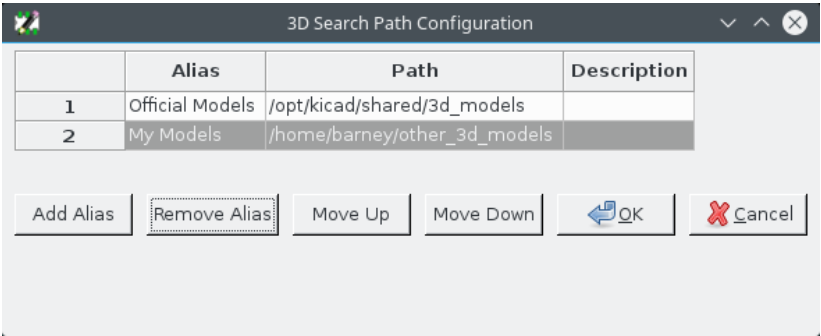 3D Search Path Configuration
Alias Path Description
1 Official Models /opt/kicad/shared/3d_models
2 My Models /home/barney/other_3d_models
Add Alias Remove Alias Move Up Move Down OK Cancel